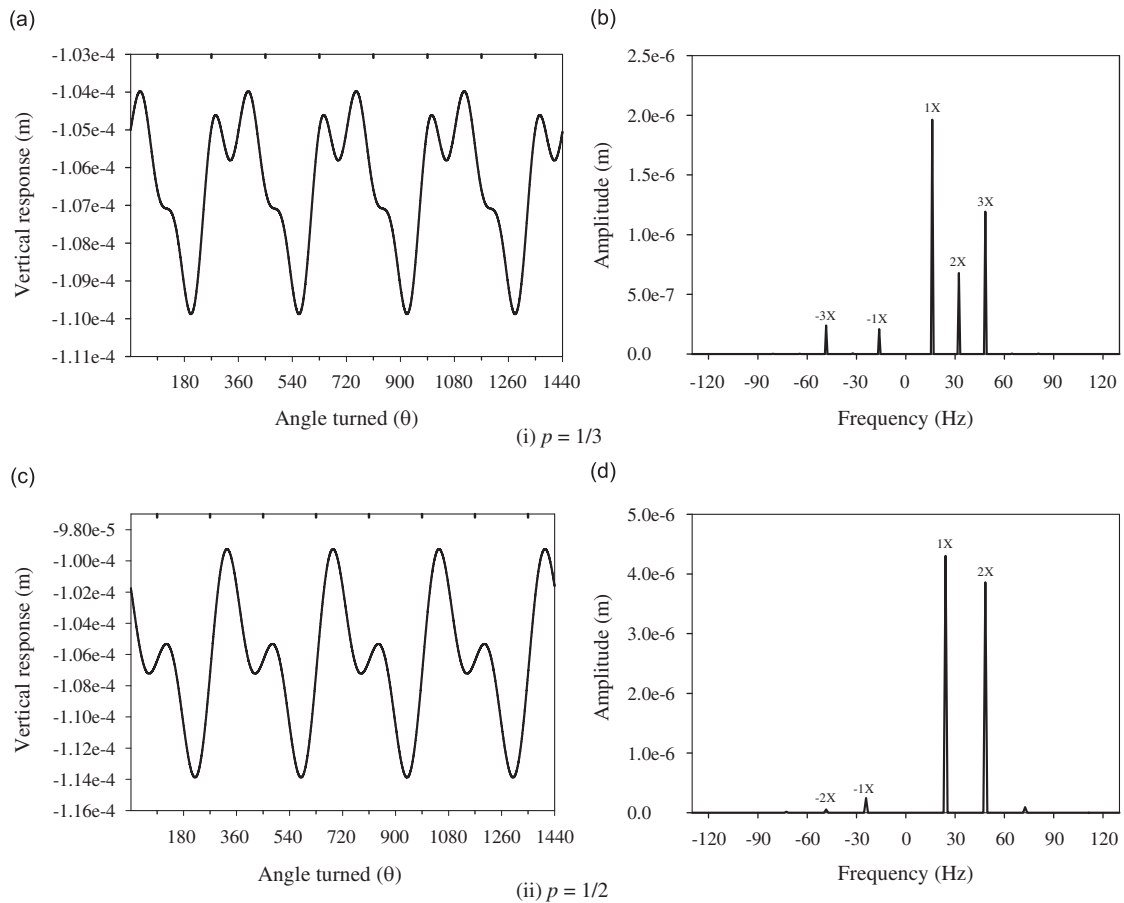 (a)
-1.03e-4
-1.04e-4
-1.05e-4
-1.06e-4
-1.07e-4
-1.08e-4
-1.09e-4
-1.10e-4
-1.11e-4
Vertical response (m)
180 360 540 720 900 1080 1260 1440
Angle turned (θ)
(b)
2.5e-6
2.0e-6
1.5e-6
1.0e-6
5.0e-7
0.0
Amplitude (m)
-3X -1X 1X 2X 3X
-120 -90 -60 -30 0 30 60 90 120
Frequency (Hz)
(i) p = 1/3
(c)
-9.80e-5
-1.00e-4
-1.02e-4
-1.04e-4
-1.06e-4
-1.08e-4
-1.10e-4
-1.12e-4
-1.14e-4
-1.16e-4
Vertical response (m)
180 360 540 720 900 1080 1260 1440
Angle turned (θ)
(d)
5.0e-6
4.0e-6
3.0e-6
2.0e-6
1.0e-6
0.0
Amplitude (m)
-2X -1X 1X 2X
-120 -90 -60 -30 0 30 60 90 120
Frequency (Hz)
(ii) p = 1/2